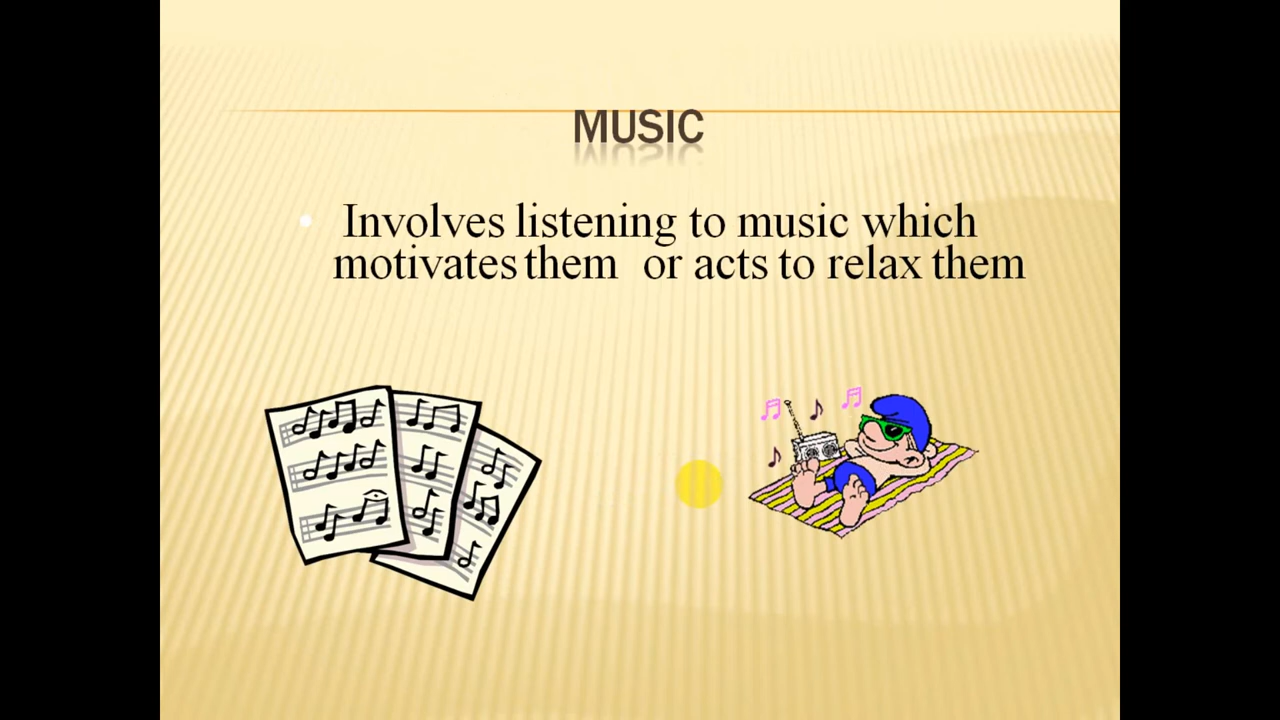 MUSIC
• Involves listening to music which
motivates them or acts to relax them